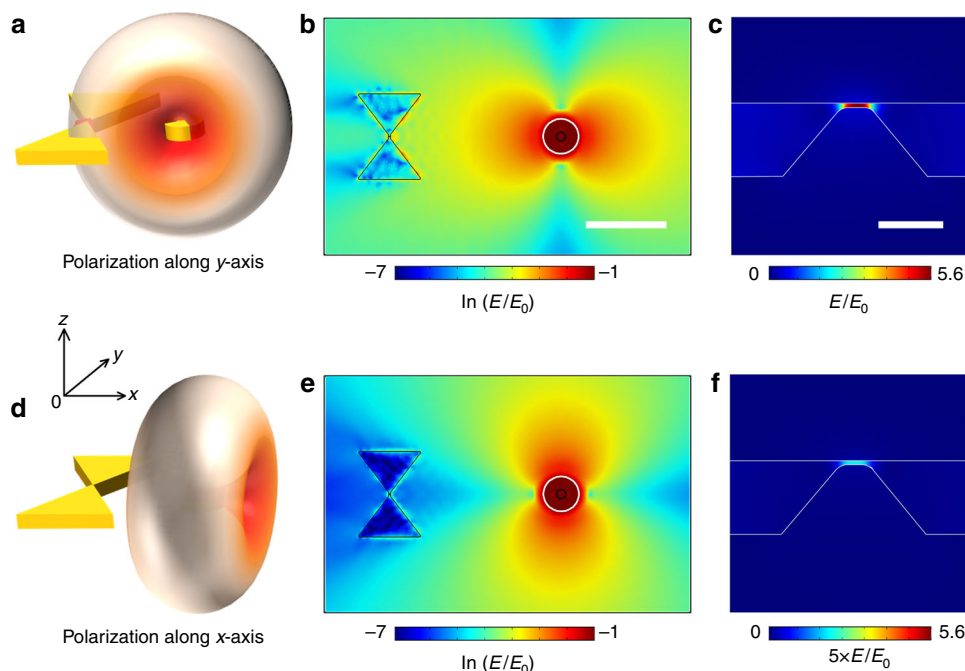 a
b
c
Polarization along y-axis
–7
–1
ln (E/E0)
0
5.6
E/E0
z
y
0
x
d
e
f
Polarization along x-axis
–7
–1
ln (E/E0)
0
5.6
5×E/E0